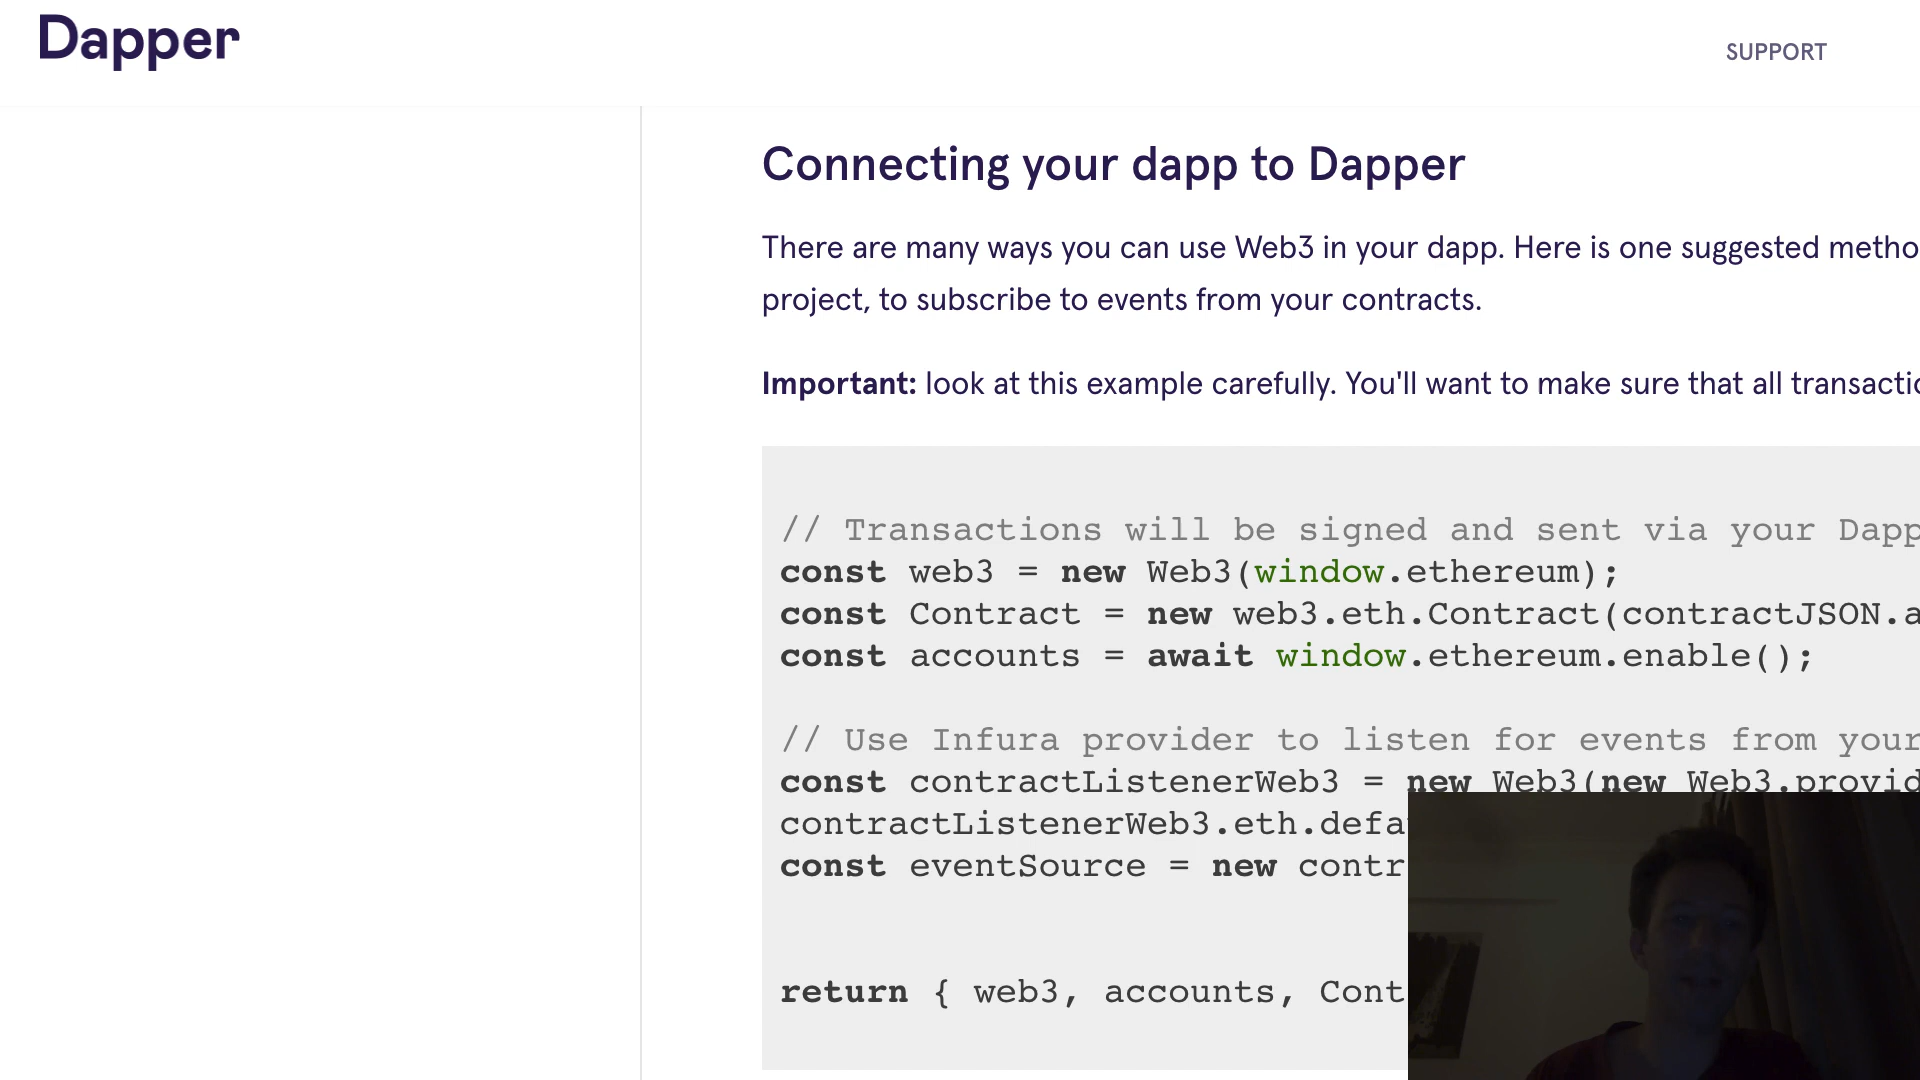 Dapper
SUPPORT
Connecting your dapp to Dapper
There are many ways you can use Web3 in your dapp. Here is one suggested
project, to subscribe to events from your contracts.
Important: look at this example carefully. You'll want to make sure that all
// Transactions will be signed and sent via your
const web3 = new Web3(window.ethereum);
const Contract = new web3.eth.Contract(contractJSON.a
const accounts = await window.ethereum.enable();
// Use Infura provider to listen for events from your
const contractListenerWeb3 = new Web3(new Web3.provid
contractListenerWeb3.eth.defa
const eventSource = new contr
return { web3, accounts, Cont